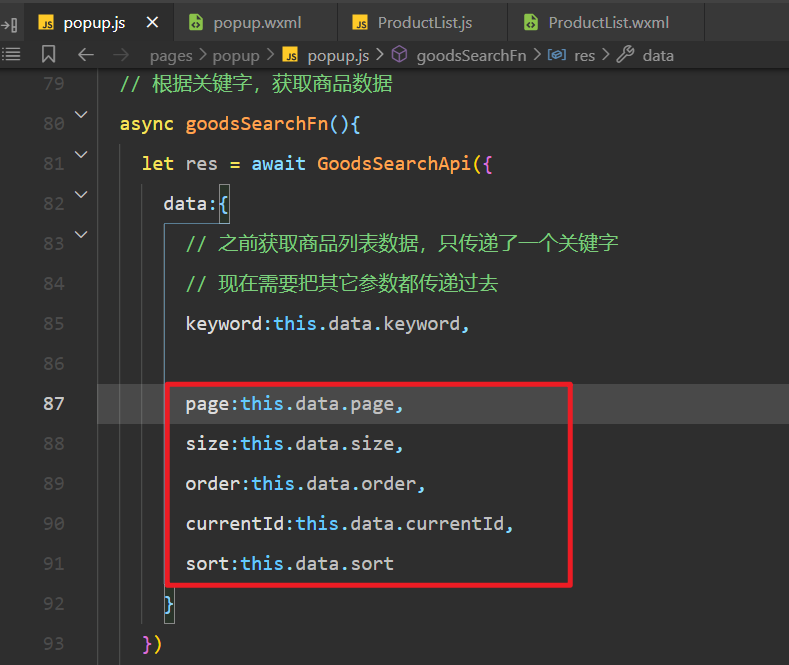 JS popup.js × popup.wxml JS ProductList.js ProductList.wxml
pages > popup > JS popup.js > goodsSearchFn > res > data
79 // 根据关键字，获取商品数据
80 async goodsSearchFn(){
81 let res = await GoodsSearchApi({
82 data:{
83 // 之前获取商品列表数据，只传递了一个关键字
84 // 现在需要把其它参数都传递过去
85 keyword:this.data.keyword,
86
87 page:this.data.page,
88 size:this.data.size,
89 order:this.data.order,
90 currentId:this.data.currentId,
91 sort:this.data.sort
92 }
93 })